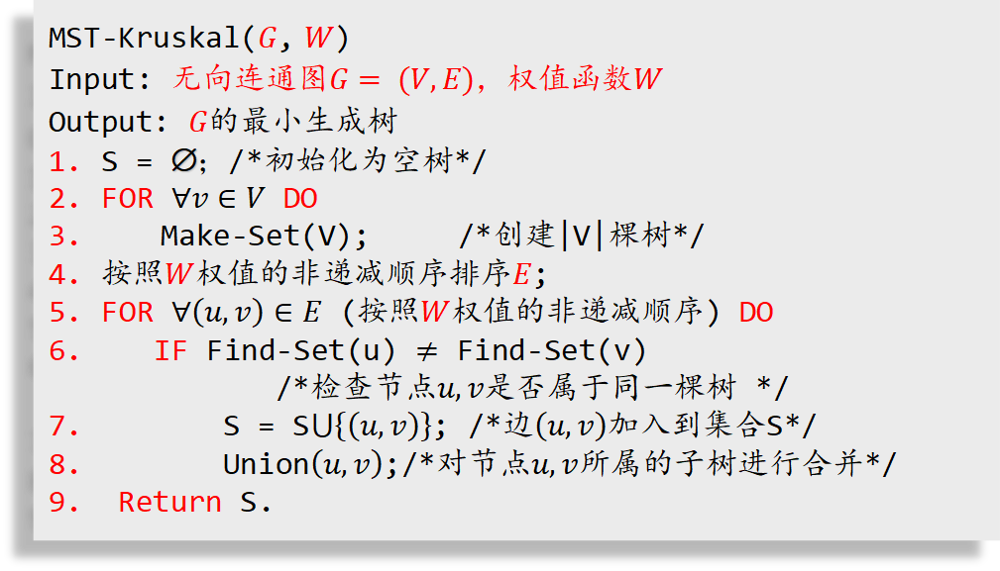 MST-Kruskal(G, W)
Input: 无向连通图G = (V, E)，权值函数W
Output: G的最小生成树
1. S = ∅; /*初始化为空树*/
2. FOR ∀v ∈ V DO
3. Make-Set(V); /*创建|V|棵树*/
4. 按照W权值的非递减顺序排序E;
5. FOR ∀(u, v) ∈ E (按照W权值的非递减顺序) DO
6. IF Find-Set(u) ≠ Find-Set(v)
/*检查节点u, v是否属于同一棵树 */
7. S = S∪{(u, v)}; /*边(u, v)加入到集合S*/
8. Union(u, v);/*对节点u, v所属的子树进行合并*/
9. Return S.